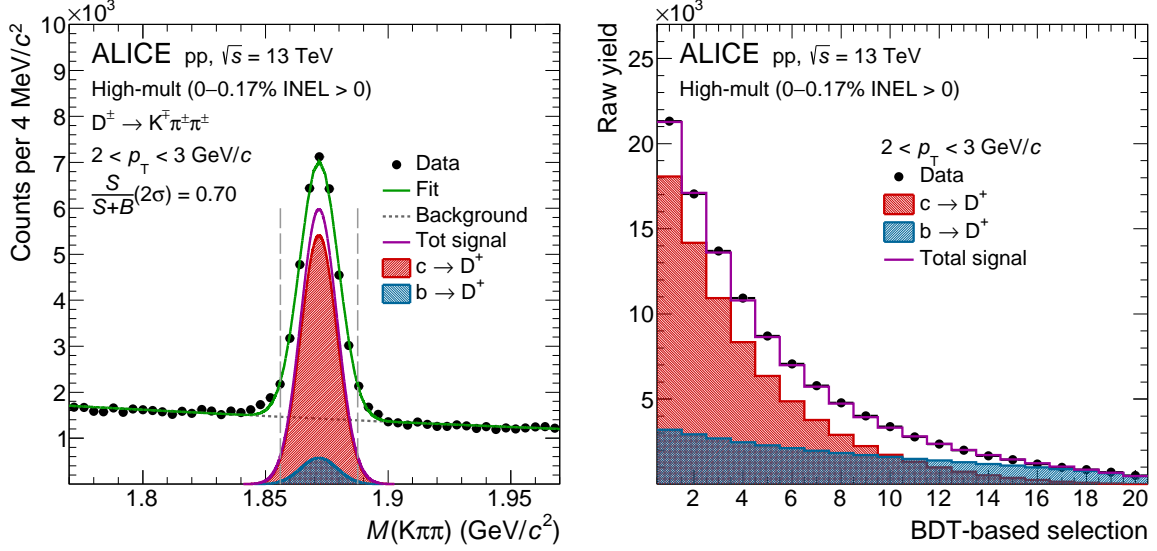 ×10³
ALICE pp, √s = 13 TeV
High-mult (0–0.17% INEL > 0)
D± → K∓π±π±
2 < pT < 3 GeV/c
S/S+B (2σ) = 0.70
Data
Fit
Background
Tot signal
c → D+
b → D+
Counts per 4 MeV/c²
10
9
8
7
6
5
4
3
2
1
1.8 1.85 1.9 1.95
M(Kππ) (GeV/c²)
×10³
ALICE pp, √s = 13 TeV
High-mult (0–0.17% INEL > 0)
2 < pT < 3 GeV/c
Data
c → D+
b → D+
Total signal
Raw yield
25
20
15
10
5
2 4 6 8 10 12 14 16 18 20
BDT-based selection